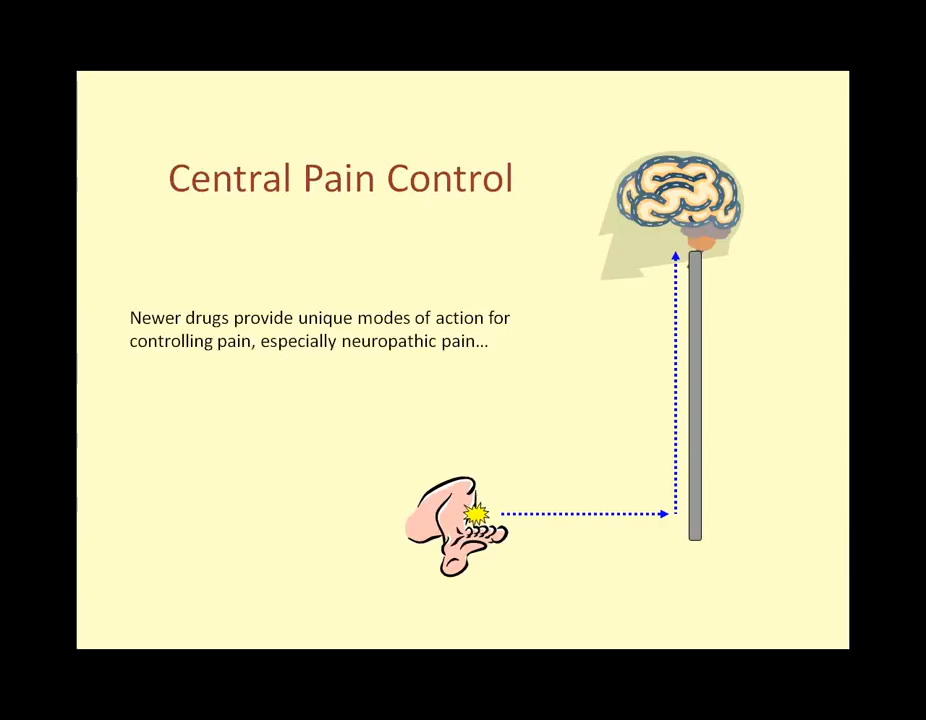 Central Pain Control
Newer drugs provide unique modes of action for
controlling pain, especially neuropathic pain…